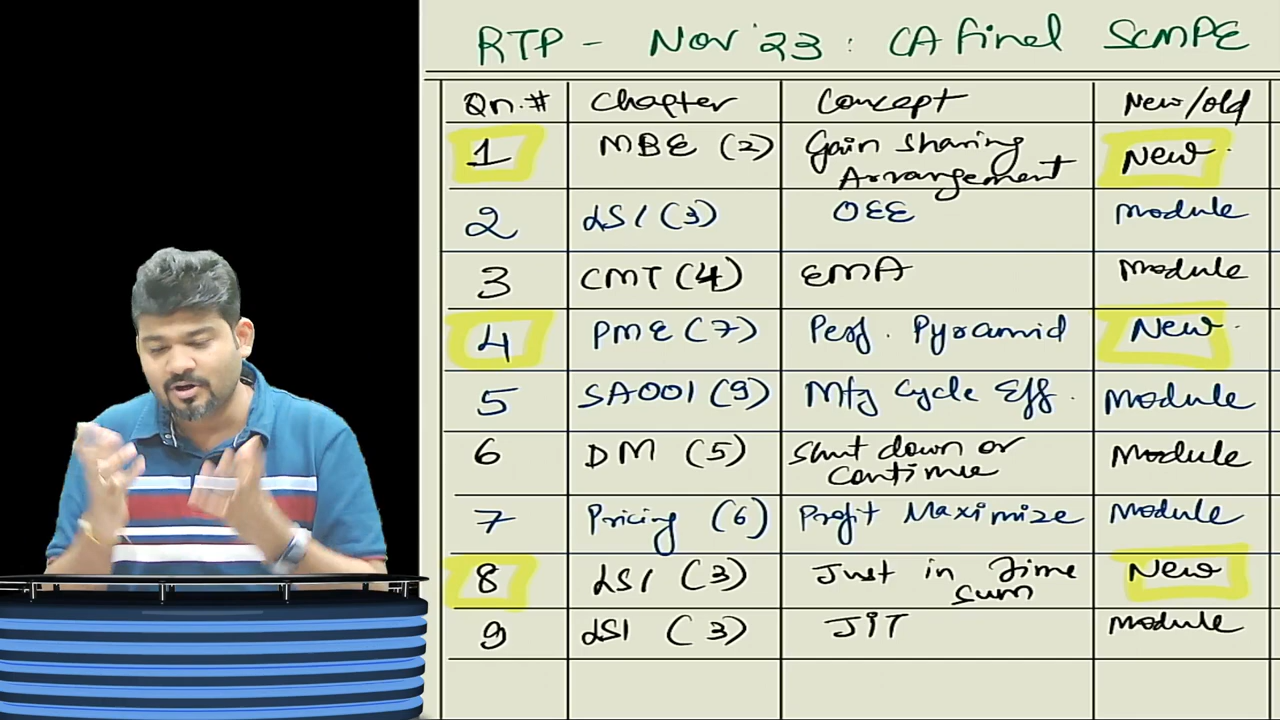 RTP - Nov'23 : CA Final SCMPE
Qn.# Chapter Concept New/old
1 MBE (2) Gain sharing Arrangement New
2 LSI (3) OEE Module
3 CMT (4) EMA Module
4 PME (7) Perf. Pyramid New
5 SA001 (9) Mfg Cycle Eff. Module
6 DM (5) Shut down or continue Module
7 Pricing (6) Profit Maximize Module
8 LSI (3) Just in Time sum New
9 LSI (3) JIT Module